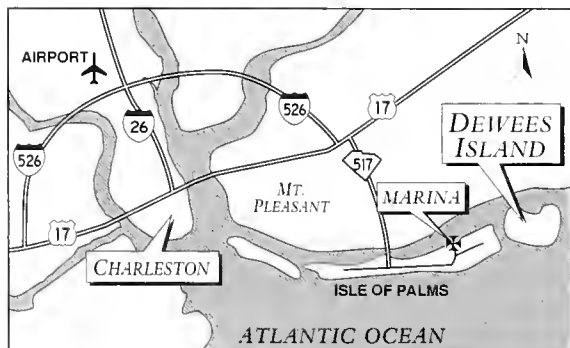 AIRPORT
N
17
526
26
DEWEES
ISLAND
526
517
MT.
PLEASANT
MARINA
17
CHARLESTON
ISLE OF PALMS
ATLANTIC OCEAN